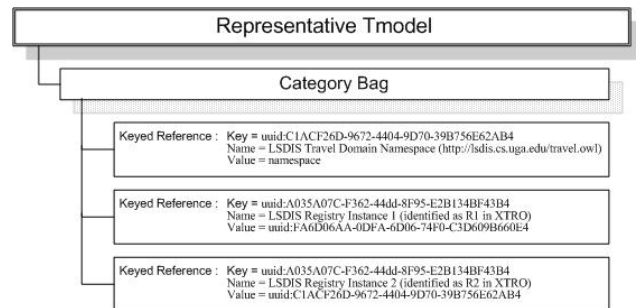 Representative Tmodel
Category Bag
Keyed Reference : Key = uuid:C1ACF26D-9672-4404-9D70-39B756E62AB4
Name = LSDIS Travel Domain Namespace (http://lsdis.cs.uga.edu/travel.owl)
Value = namespace
Keyed Reference : Key = uuid:A035A07C-F362-44dd-8F95-E2B134BF43B4
Name = LSDIS Registry Instance 1 (identified as R1 in XTRO)
Value = uuid:FA6D06AA-0DFA-6D06-74F0-C3D609B660E4
Keyed Reference : Key = uuid:A035A07C-F362-44dd-8F95-E2B134BF43B4
Name = LSDIS Registry Instance 2 (identified as R2 in XTRO)
Value = uuid:C1ACF26D-9672-4404-9D70-39B756E62AB4